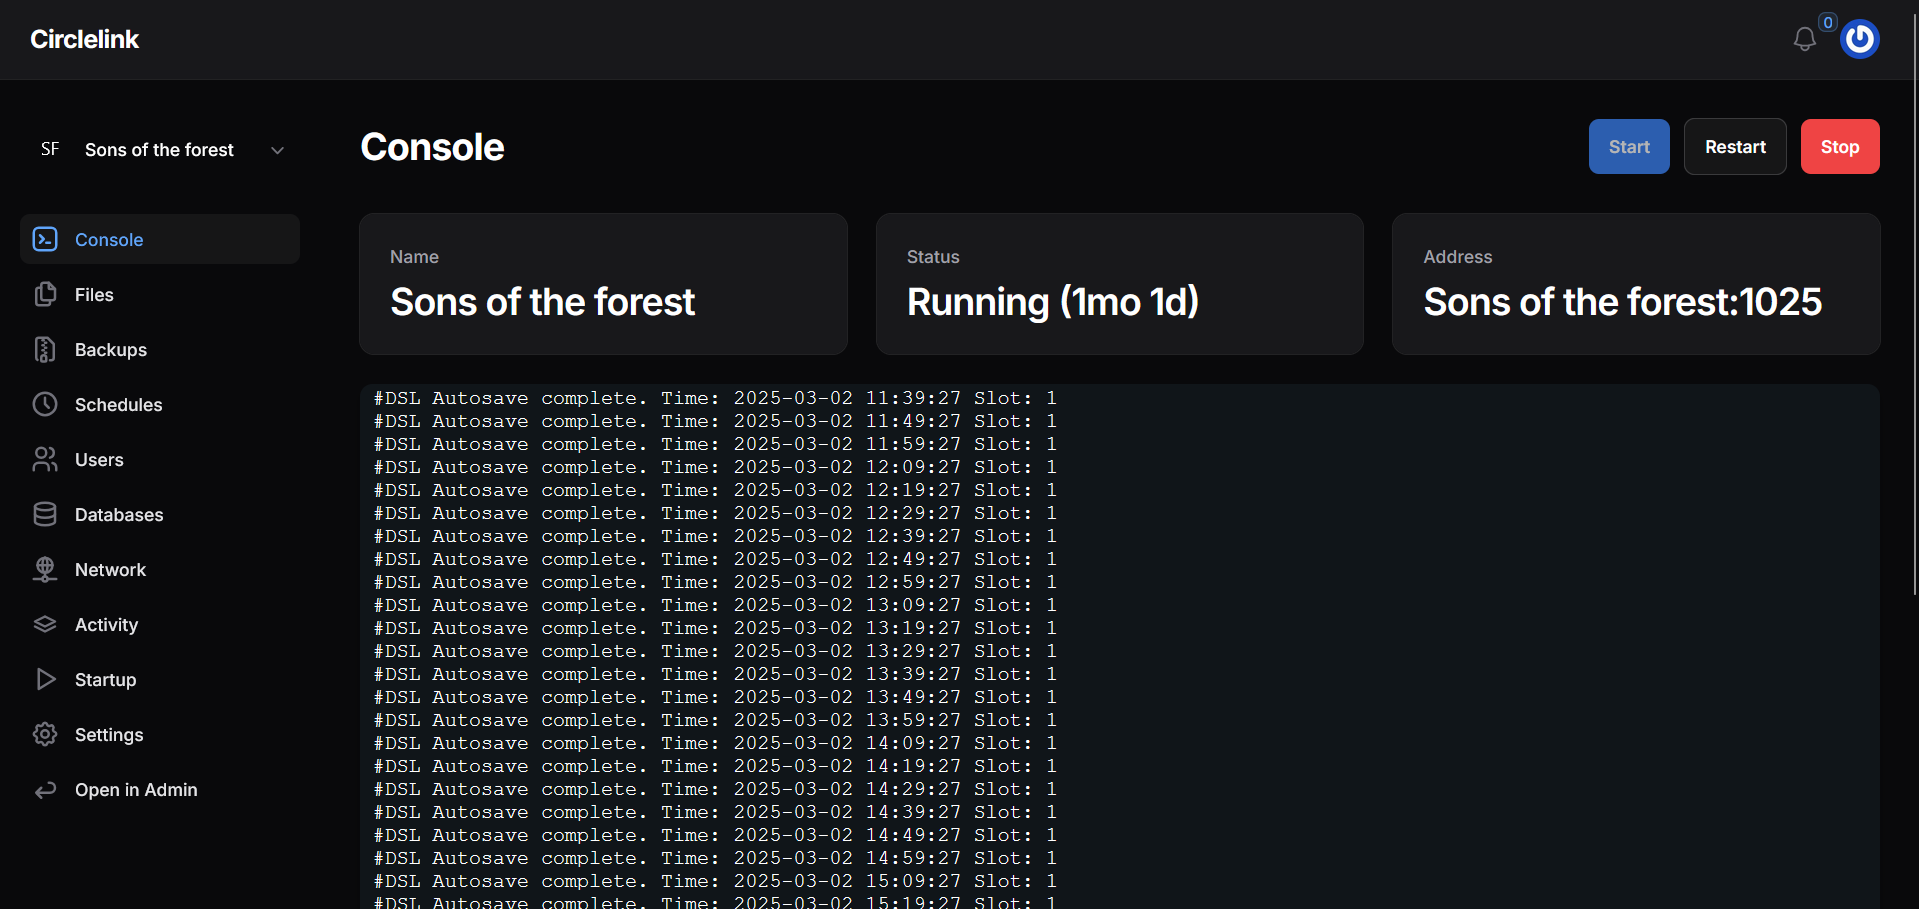 Circlelink
0
SF Sons of the forest
Console
Start
Restart
Stop
Console
Files
Backups
Schedules
Users
Databases
Network
Activity
Startup
Settings
Open in Admin
Name
Sons of the forest
Status
Running (1mo 1d)
Address
Sons of the forest:1025
#DSL Autosave complete. Time: 2025-03-02 11:39:27 Slot: 1
#DSL Autosave complete. Time: 2025-03-02 11:49:27 Slot: 1
#DSL Autosave complete. Time: 2025-03-02 11:59:27 Slot: 1
#DSL Autosave complete. Time: 2025-03-02 12:09:27 Slot: 1
#DSL Autosave complete. Time: 2025-03-02 12:19:27 Slot: 1
#DSL Autosave complete. Time: 2025-03-02 12:29:27 Slot: 1
#DSL Autosave complete. Time: 2025-03-02 12:39:27 Slot: 1
#DSL Autosave complete. Time: 2025-03-02 12:49:27 Slot: 1
#DSL Autosave complete. Time: 2025-03-02 12:59:27 Slot: 1
#DSL Autosave complete. Time: 2025-03-02 13:09:27 Slot: 1
#DSL Autosave complete. Time: 2025-03-02 13:19:27 Slot: 1
#DSL Autosave complete. Time: 2025-03-02 13:29:27 Slot: 1
#DSL Autosave complete. Time: 2025-03-02 13:39:27 Slot: 1
#DSL Autosave complete. Time: 2025-03-02 13:49:27 Slot: 1
#DSL Autosave complete. Time: 2025-03-02 13:59:27 Slot: 1
#DSL Autosave complete. Time: 2025-03-02 14:09:27 Slot: 1
#DSL Autosave complete. Time: 2025-03-02 14:19:27 Slot: 1
#DSL Autosave complete. Time: 2025-03-02 14:29:27 Slot: 1
#DSL Autosave complete. Time: 2025-03-02 14:39:27 Slot: 1
#DSL Autosave complete. Time: 2025-03-02 14:49:27 Slot: 1
#DSL Autosave complete. Time: 2025-03-02 14:59:27 Slot: 1
#DSL Autosave complete. Time: 2025-03-02 15:09:27 Slot: 1
#DSL Autosave complete. Time: 2025-03-02 15:19:27 Slot: 1